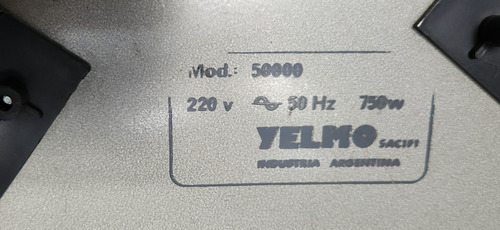 Mod.: 50000
220 v ~ 50 Hz 750w
YELMO SACIFI
INDUSTRIA ARGENTINA